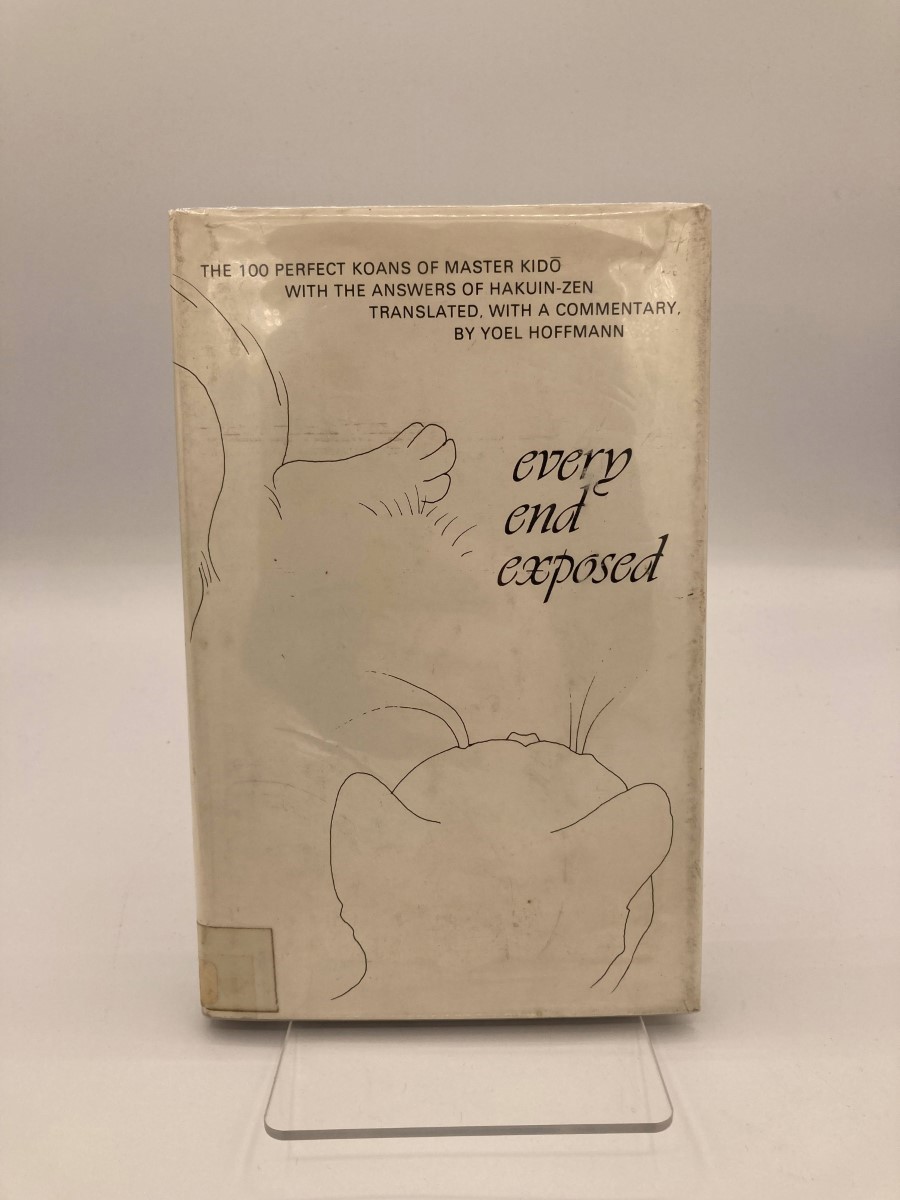 THE 100 PERFECT KOANS OF MASTER KIDŌ
WITH THE ANSWERS OF HAKUIN-ZEN
TRANSLATED, WITH A COMMENTARY,
BY YOEL HOFFMANN
every
end
exposed